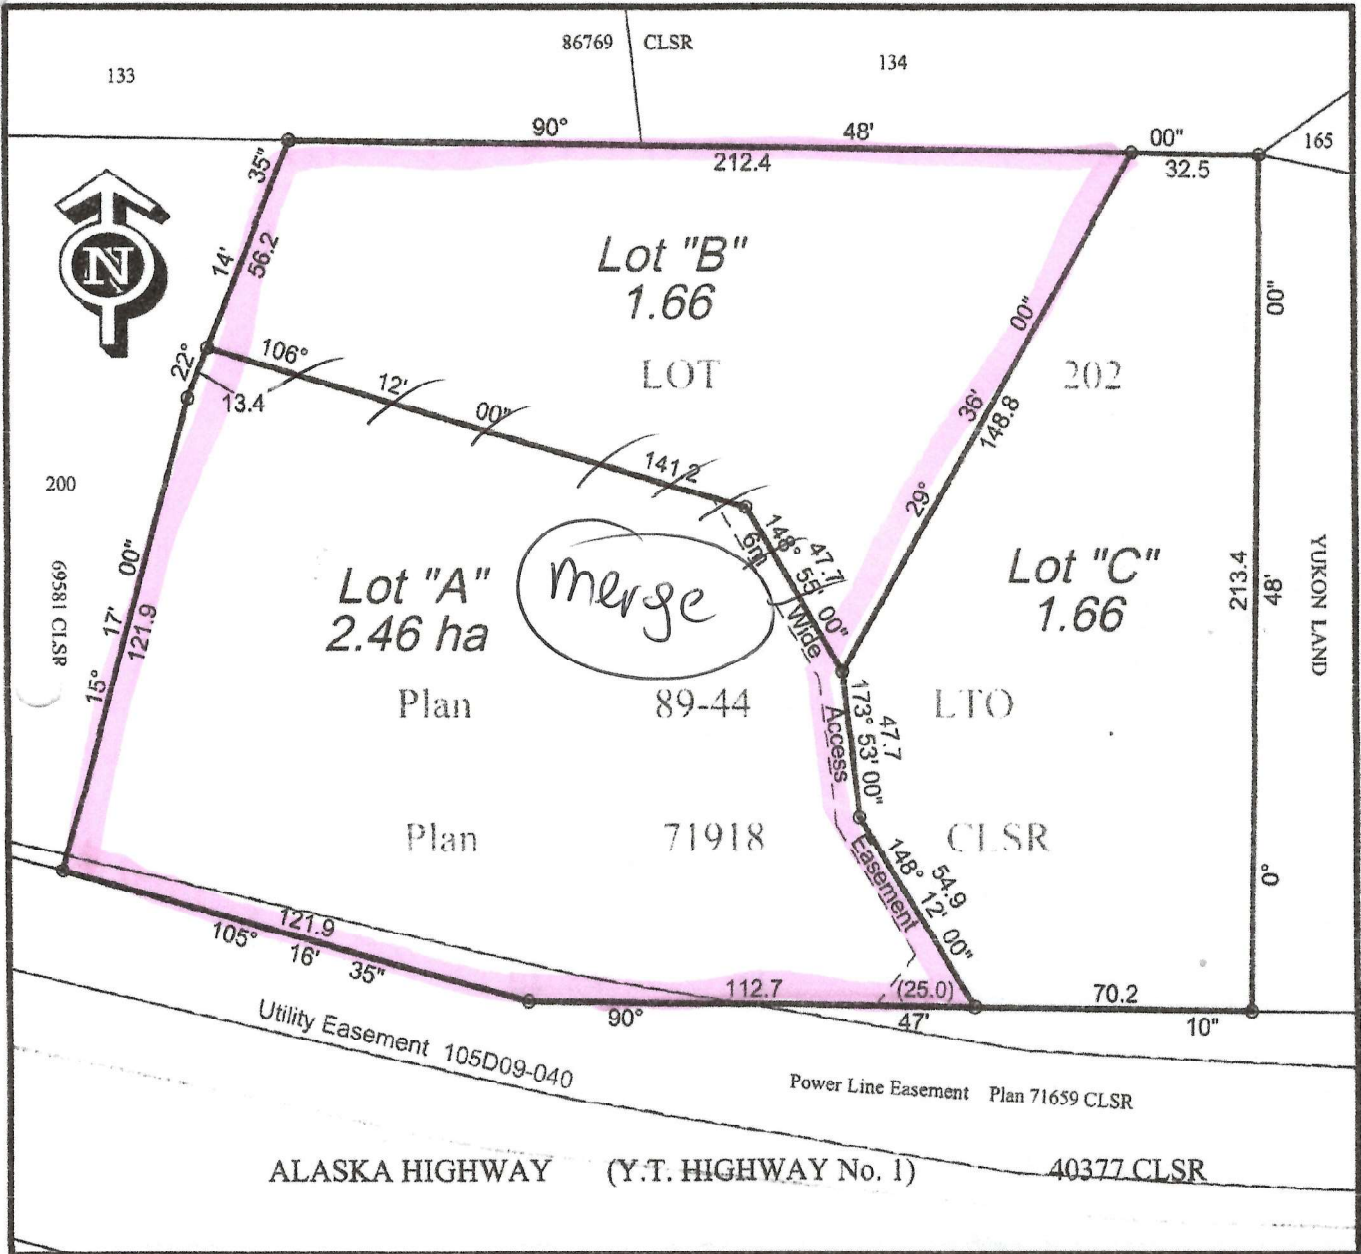 86769 CLSR
133
134
90° 48' 00"
165
212.4
32.5
35"
14'
56.2
N
Lot "B"
1.66
00"
00"
22°
106°
12'
00"
13.4
LOT 202
36'
148.8
141.2
29°
200
47.7
148° 55' 00"
6m Wide Access Easement
merge
Lot "A"
2.46 ha
Lot "C"
1.66
213.4
48'
YUKON LAND
69581 CLSR
00"
17'
121.9
15°
Plan 89-44 LTO
47.7
173° 53' 00"
Plan 71918 CLSR
54.9
148° 12' 00"
0°
121.9
105° 16' 35"
112.7
(25.0)
70.2
90° 47' 10"
Utility Easement 105D09-040
Power Line Easement Plan 71659 CLSR
ALASKA HIGHWAY (Y.T. HIGHWAY No. 1) 40377 CLSR